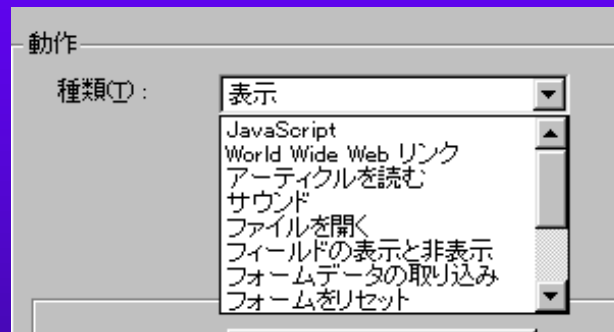 動作
種類(T): 表示
JavaScript
World Wide Web リンク
アーティクルを読む
サウンド
ファイルを開く
フィールドの表示と非表示
フォームデータの取り込み
フォームをリセット